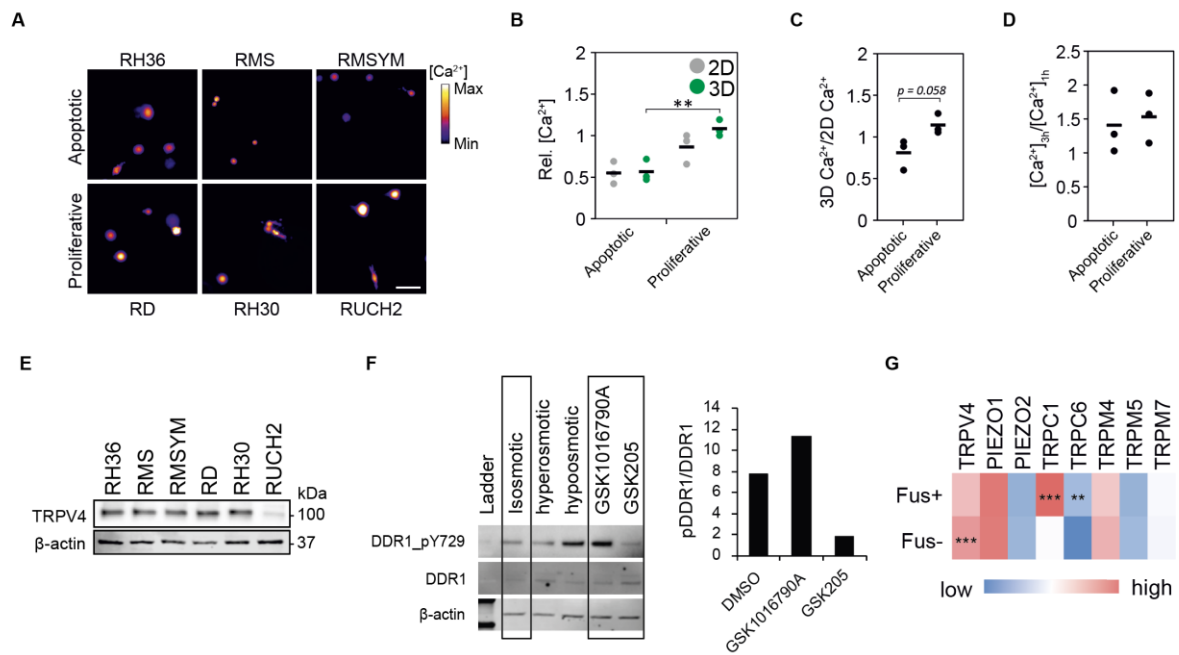 A
RH36 RMS RMSYM
[Ca²⁺]
Max
Min
Apoptotic
Proliferative
RD RH30 RUCH2
B
Rel. [Ca²⁺]
2
1.5
1
0.5
0
2D
3D
**
Apoptotic
Proliferative
C
3D Ca²⁺/2D Ca²⁺
2
1.5
1
0.5
0
p = 0.058
Apoptotic
Proliferative
D
[Ca²⁺]3h/[Ca²⁺]1h
2.5
2
1.5
1
0.5
0
Apoptotic
Proliferative
E
RH36
RMS
RMSYM
RD
RH30
RUCH2
kDa
TRPV4
100
β-actin
37
F
Ladder
Isosmotic
hyperosmotic
hypoosmotic
GSK1016790A
GSK205
DDR1_pY729
DDR1
β-actin
pDDR1/DDR1
14
12
10
8
6
4
2
0
DMSO
GSK1016790A
GSK205
G
TRPV4
PIEZO1
PIEZO2
TRPC1
TRPC6
TRPM4
TRPM5
TRPM7
Fus+
*** **
Fus-
***
low high